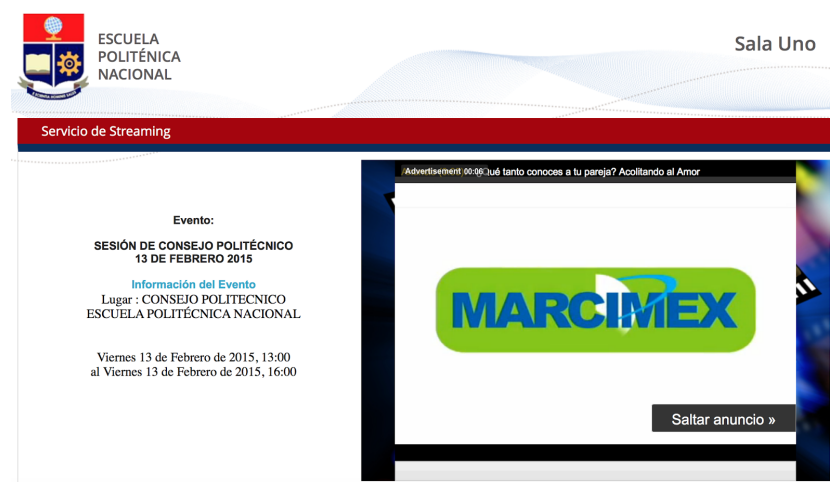 ESCUELA
POLITÉNICA
NACIONAL
Sala Uno
Servicio de Streaming
Evento:
SESIÓN DE CONSEJO POLITÉCNICO
13 DE FEBRERO 2015
Información del Evento
Lugar : CONSEJO POLITECNICO
ESCUELA POLITÉCNICA NACIONAL
Viernes 13 de Febrero de 2015, 13:00
al Viernes 13 de Febrero de 2015, 16:00
Advertisement 00:06 ué tanto conoces a tu pareja? Acolitando al Amor
MARCIMEX
Saltar anuncio »